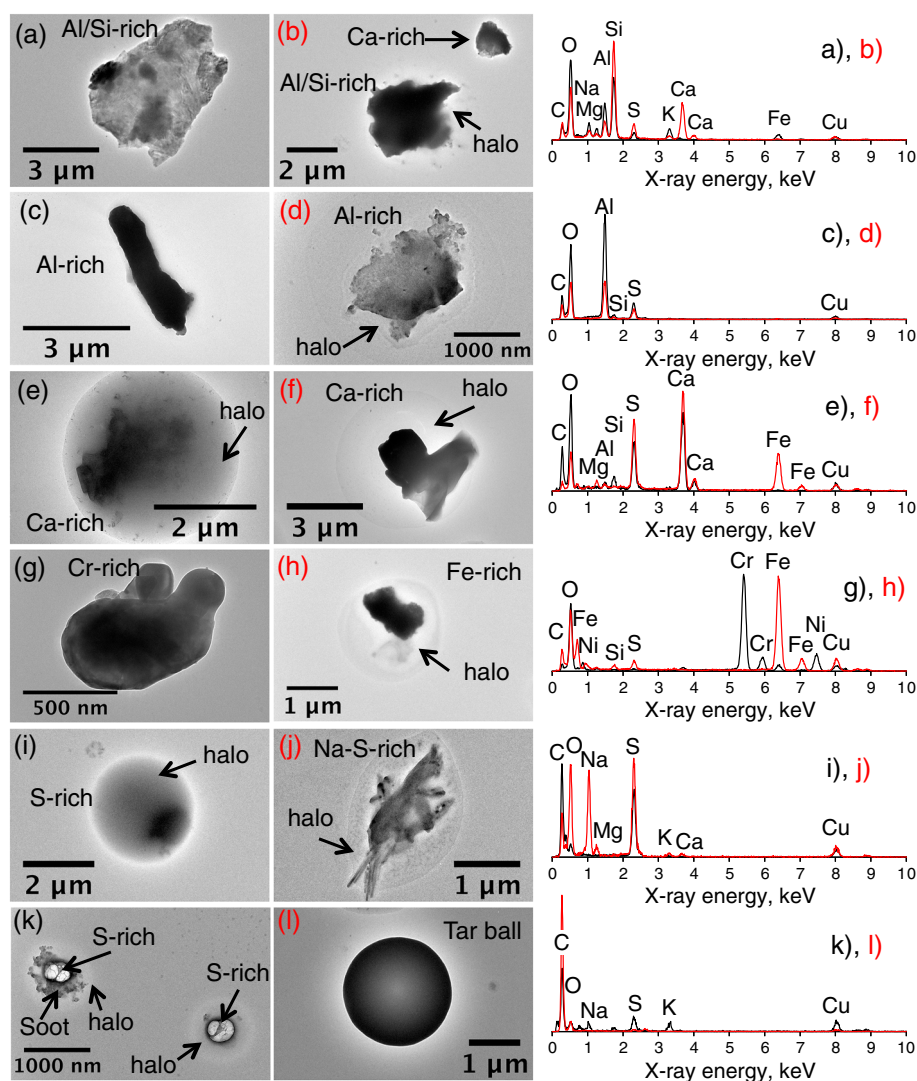 (a) Al/Si-rich
3 µm
(b) Ca-rich
Al/Si-rich
halo
2 µm
O Si Al Na Mg C S K Ca Ca Fe Cu
a), b)
0 1 2 3 4 5 6 7 8 9 10
X-ray energy, keV
(c)
Al-rich
3 µm
(d) Al-rich
halo
1000 nm
C O Al Si S Cu
c), d)
0 1 2 3 4 5 6 7 8 9 10
X-ray energy, keV
(e)
halo
Ca-rich
2 µm
(f) Ca-rich
halo
3 µm
C O Mg Al Si S Ca Ca Fe Fe Cu
e), f)
0 1 2 3 4 5 6 7 8 9 10
X-ray energy, keV
(g) Cr-rich
500 nm
(h) Fe-rich
halo
1 µm
C O Fe Ni Si S Cr Cr Fe Fe Ni Cu
g), h)
0 1 2 3 4 5 6 7 8 9 10
X-ray energy, keV
(i)
halo
S-rich
2 µm
(j) Na-S-rich
halo
1 µm
C O Na Mg S K Ca Cu
i), j)
0 1 2 3 4 5 6 7 8 9 10
X-ray energy, keV
(k)
S-rich
S-rich
Soot halo
halo
1000 nm
(l) Tar ball
1 µm
C O Na S K Cu
k), l)
0 1 2 3 4 5 6 7 8 9 10
X-ray energy, keV